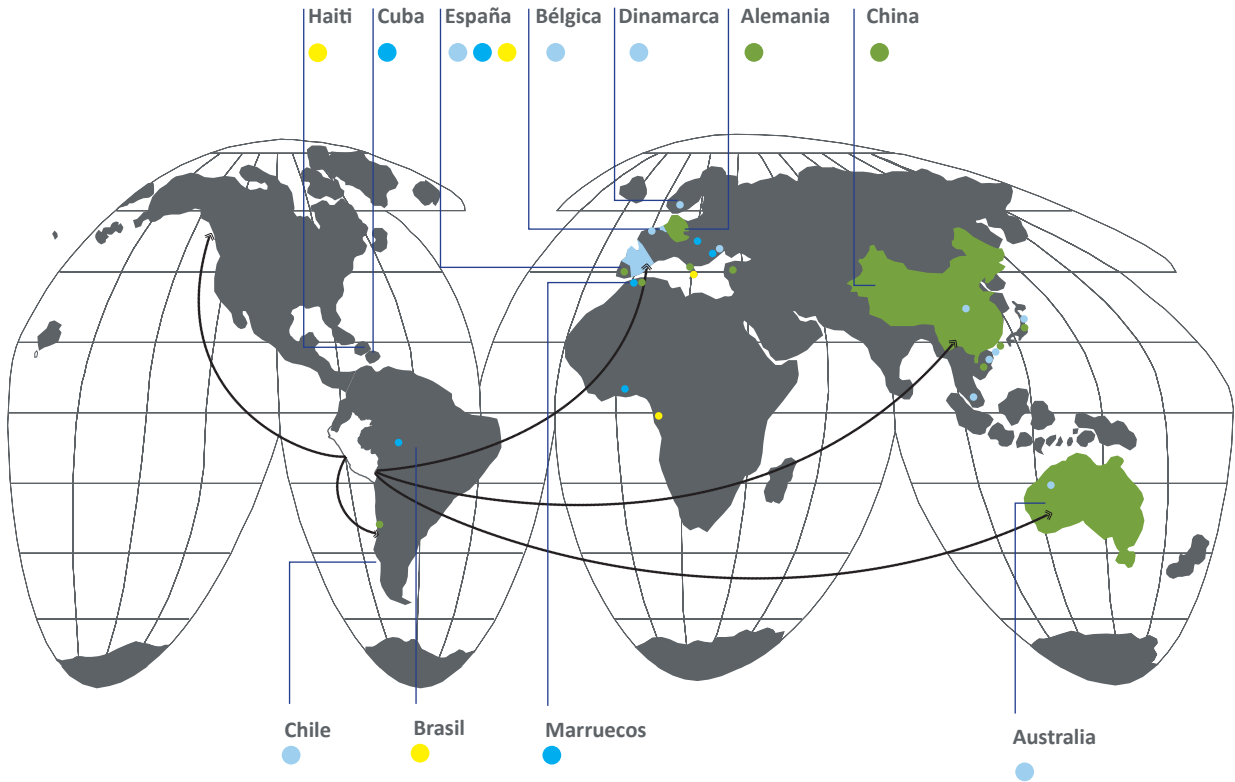 Haiti
Cuba
España
Bélgica
Dinamarca
Alemania
China
Chile
Brasil
Marruecos
Australia